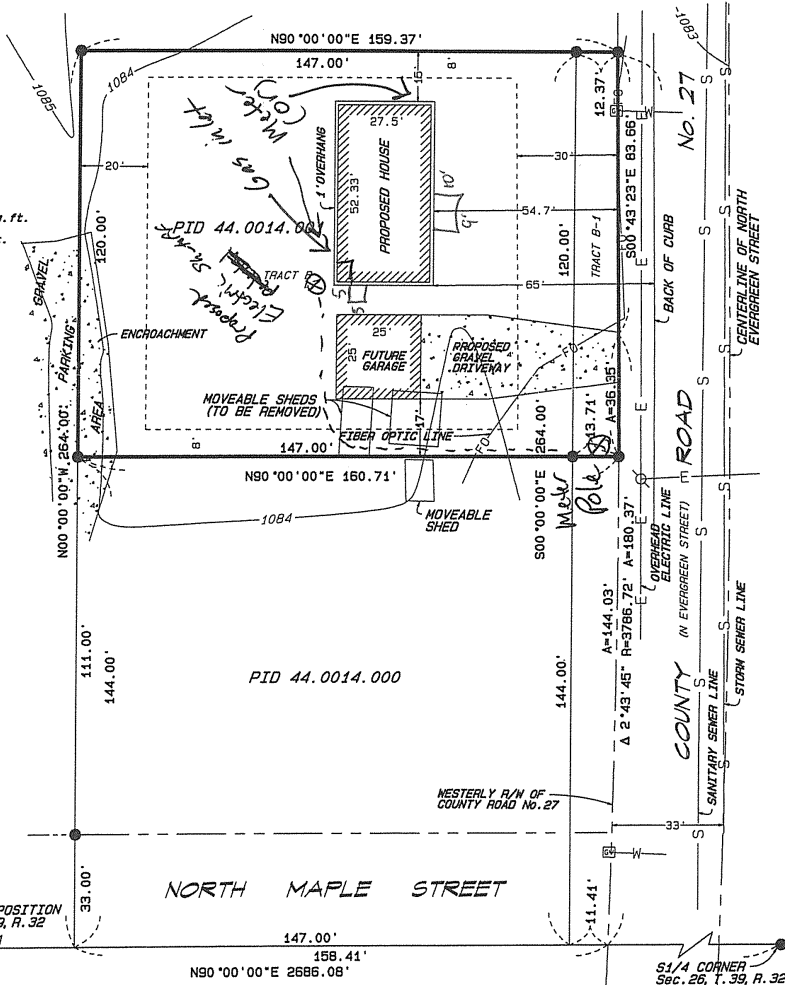 N90°00'00"E 159.37'
147.00'
1085
1084
1083
15'
8'
12.37'
No. 27
Meter
Gas inlet
27.5'
20'
30'
1'OVERHANG
52.33'
PROPOSED HOUSE
10'
9'
54.7'
S00°43'23"E 83.66'
120.00'
120.00'
TRACT B-1
BACK OF CURB
CENTERLINE OF NORTH
EVERGREEN STREET
PID 44.0014.001
TRACT B
Proposed
Electric
5
5
65'
GRAVEL
PARKING
AREA
ENCROACHMENT
25'
25'
FUTURE
GARAGE
PROPOSED
GRAVEL
DRIVEWAY
FO
MOVEABLE SHEDS
(TO BE REMOVED)
17'
8'
FIBER OPTIC LINE
FO
147.00'
N90°00'00"E 160.71'
264.00'
13.71'
A=36.35'
N00°00'00"W 264.00'
S00°00'00"E
Meter
Pole
1084
MOVEABLE
SHED
OVERHEAD
ELECTRIC LINE
A=180.37'
A=144.03'
Δ 2°43'45" R=3786.72'
COUNTY ROAD
(N EVERGREEN STREET)
SANITARY SEWER LINE
STORM SEWER LINE
111.00'
144.00'
144.00'
PID 44.0014.000
WESTERLY R/W OF
COUNTY ROAD No.27
33'
33.00'
NORTH MAPLE STREET
11.41'
147.00'
158.41'
N90°00'00"E 2686.08'
S1/4 CORNER
Sec.26, T.39, R.32
POSITION
R.32